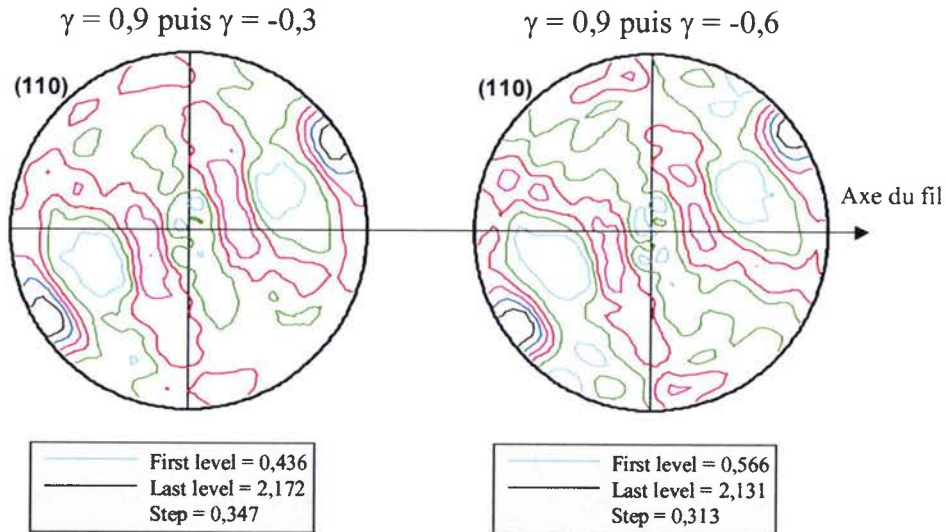 γ = 0,9 puis γ = -0,3
(110)
First level = 0,436
Last level = 2,172
Step = 0,347
γ = 0,9 puis γ = -0,6
(110)
Axe du fil
First level = 0,566
Last level = 2,131
Step = 0,313